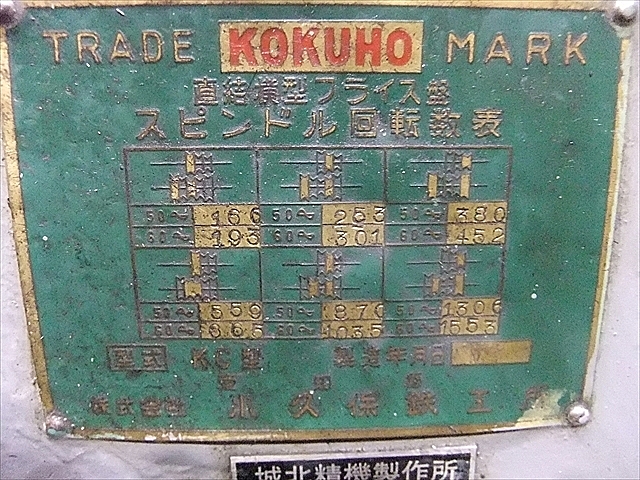 TRADE KOKUHO MARK
直結横型フライス盤
スピンドル回転数表
50〜 166 50〜 253 50〜 380
60〜 193 60〜 301 60〜 452
50〜 559 50〜 870 50〜 1306
60〜 665 60〜 1035 60〜 1553
型式 KC型 製造年月日
株式会社 小久保鉄工所
城北精機製作所